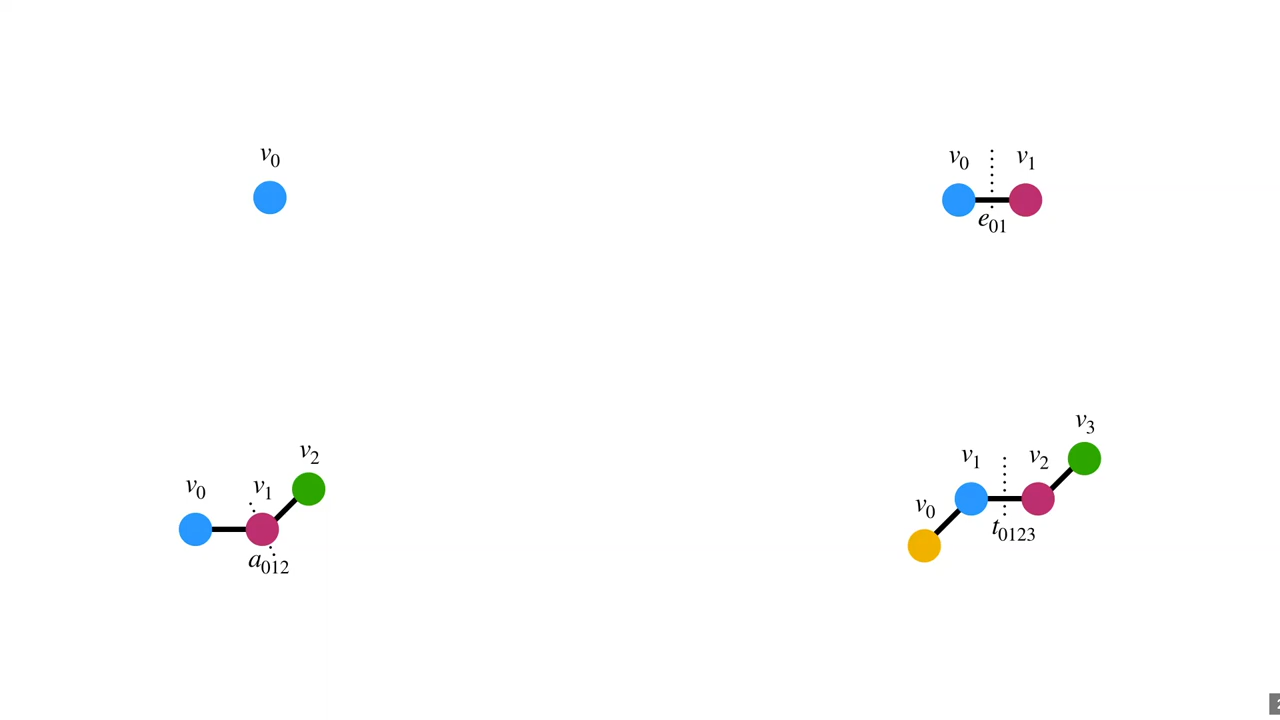 v₀
v₀ v₁
e₀₁
v₀ v₁ v₂
a₀₁₂
v₀ v₁ v₂ v₃
t₀₁₂₃